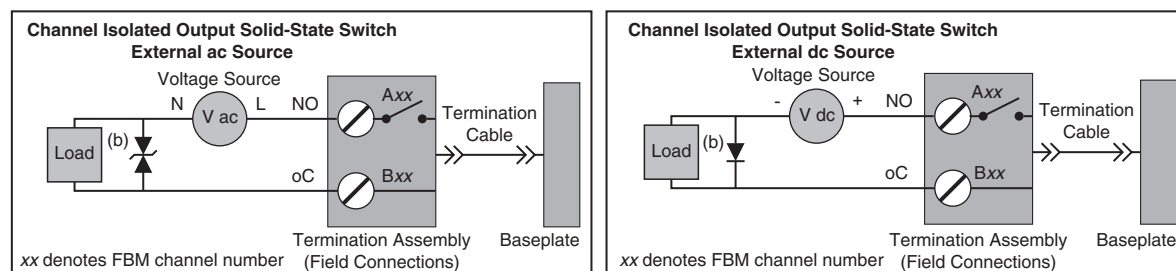 Channel Isolated Output Solid-State Switch
External ac Source
Voltage Source
N
L
NO
Axx
V ac
Termination
Cable
Load
(b)
oC
Bxx
Termination Assembly
(Field Connections)
Baseplate
xx denotes FBM channel number
Channel Isolated Output Solid-State Switch
External dc Source
Voltage Source
-
+
NO
Axx
V dc
Termination
Cable
Load
(b)
oC
Bxx
Termination Assembly
(Field Connections)
Baseplate
xx denotes FBM channel number